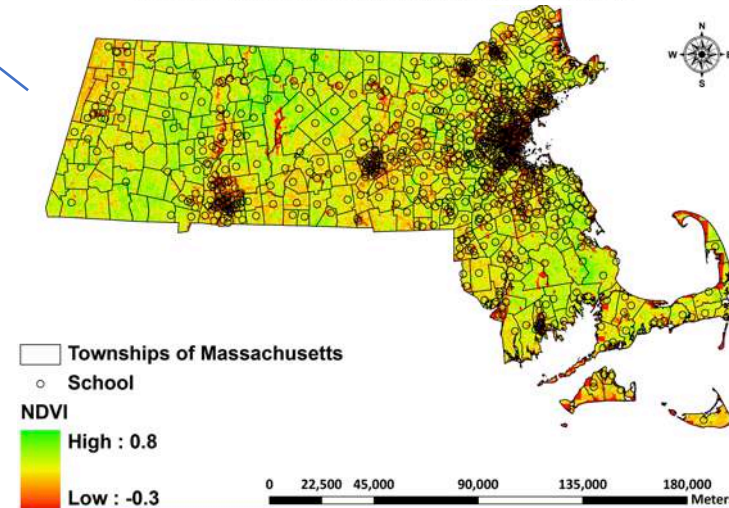 N
W E
S
Townships of Massachusetts
School
NDVI
High : 0.8
Low : -0.3
0 22,500 45,000 90,000 135,000 180,000
Meter